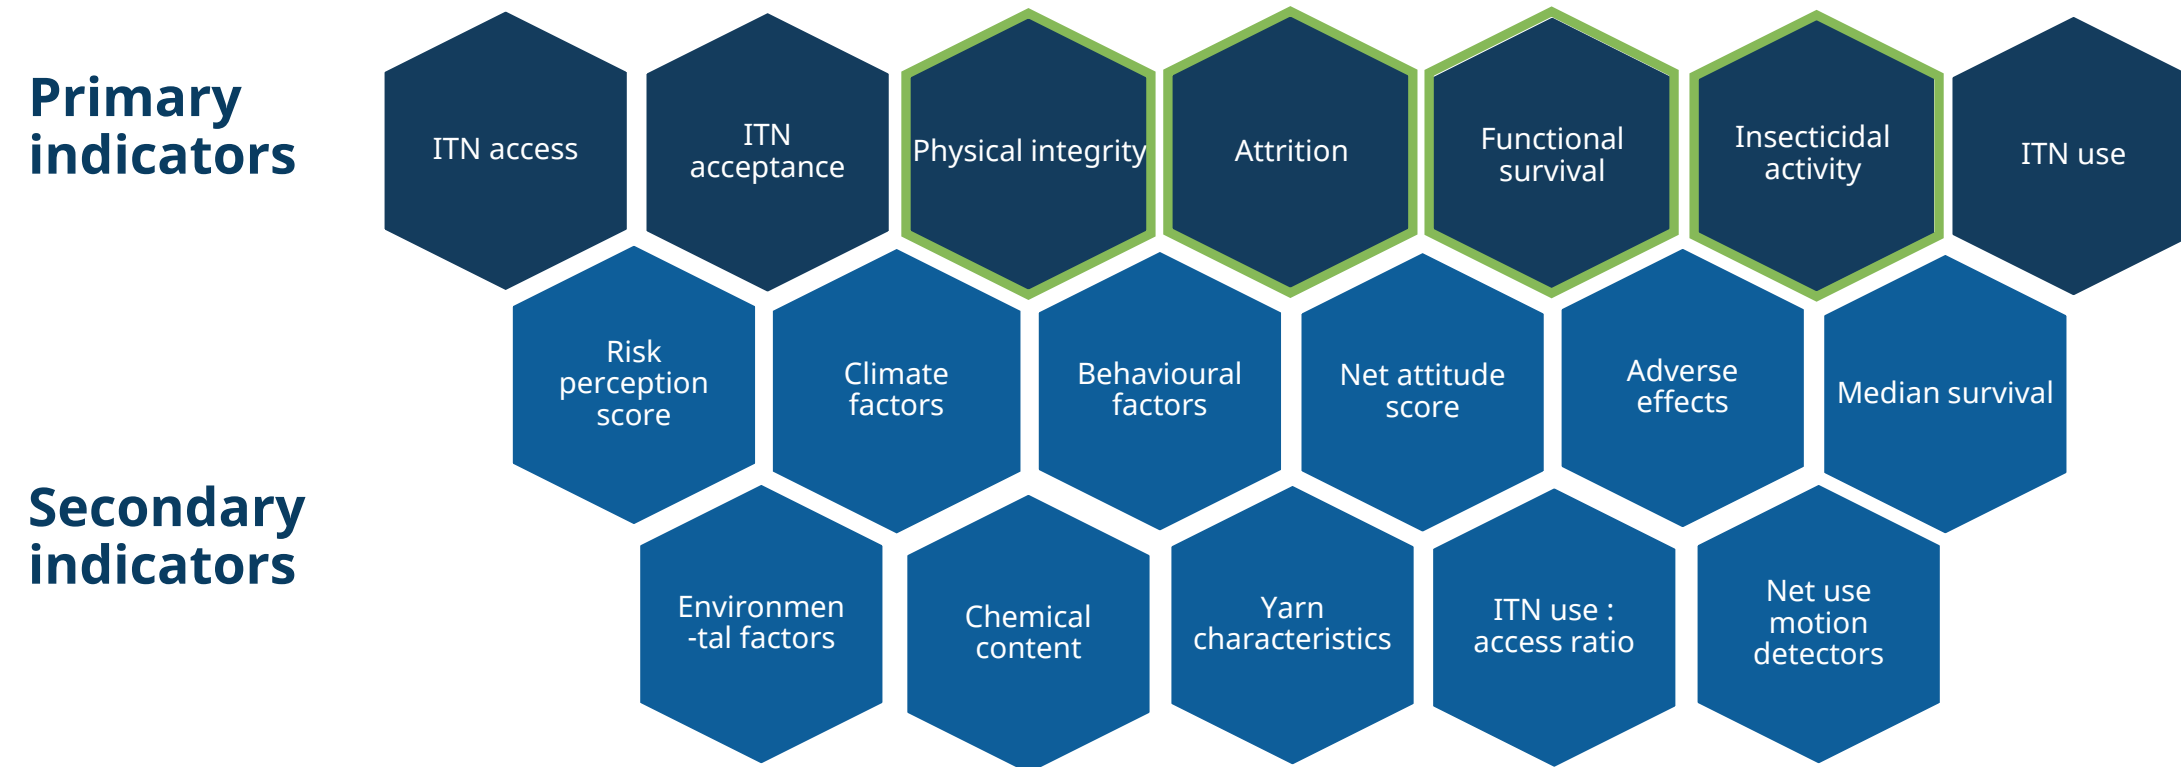 Primary
indicators
ITN access
ITN
acceptance
Physical integrity
Attrition
Functional
survival
Insecticidal
activity
ITN use
Risk
perception
score
Climate
factors
Behavioural
factors
Net attitude
score
Adverse
effects
Median survival
Secondary
indicators
Environmen
-tal factors
Chemical
content
Yarn
characteristics
ITN use :
access ratio
Net use
motion
detectors